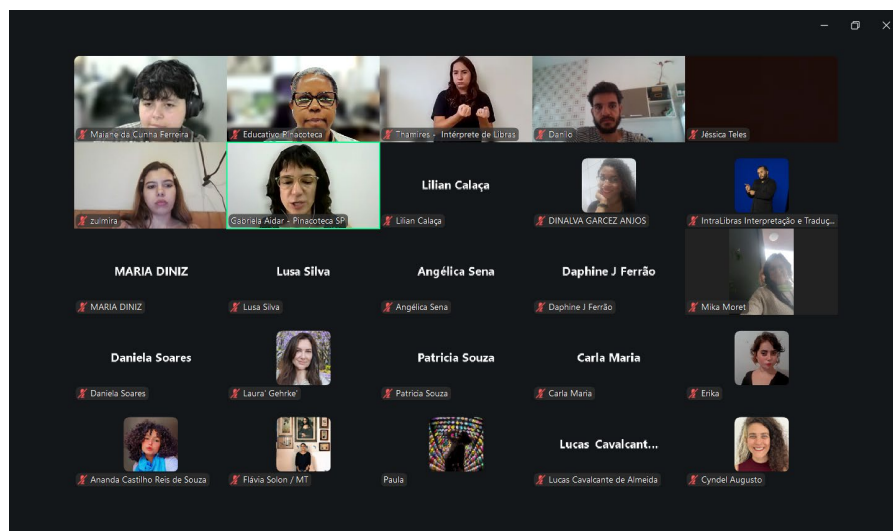 Maiane da Cunha Ferreira
Educativo Pinacoteca
Thamires - Intérprete de Libras
Danilo
Jéssica Teles
zulmira
Gabriela Aidar - Pinacoteca SP
Lilian Calaça
Lilian Calaça
DINALVA GARCEZ ANJOS
IntraLibras Interpretação e Traduç...
MARIA DINIZ
MARIA DINIZ
Lusa Silva
Lusa Silva
Angélica Sena
Angélica Sena
Daphine J Ferrão
Daphine J Ferrão
Mika Moret
Daniela Soares
Daniela Soares
Laura' Gehrke'
Patricia Souza
Patricia Souza
Carla Maria
Carla Maria
Erika
Ananda Castilho Reis de Souza
Flávia Solon / MT
Paula
Lucas Cavalcant...
Lucas Cavalcante de Almeida
Cyndel Augusto